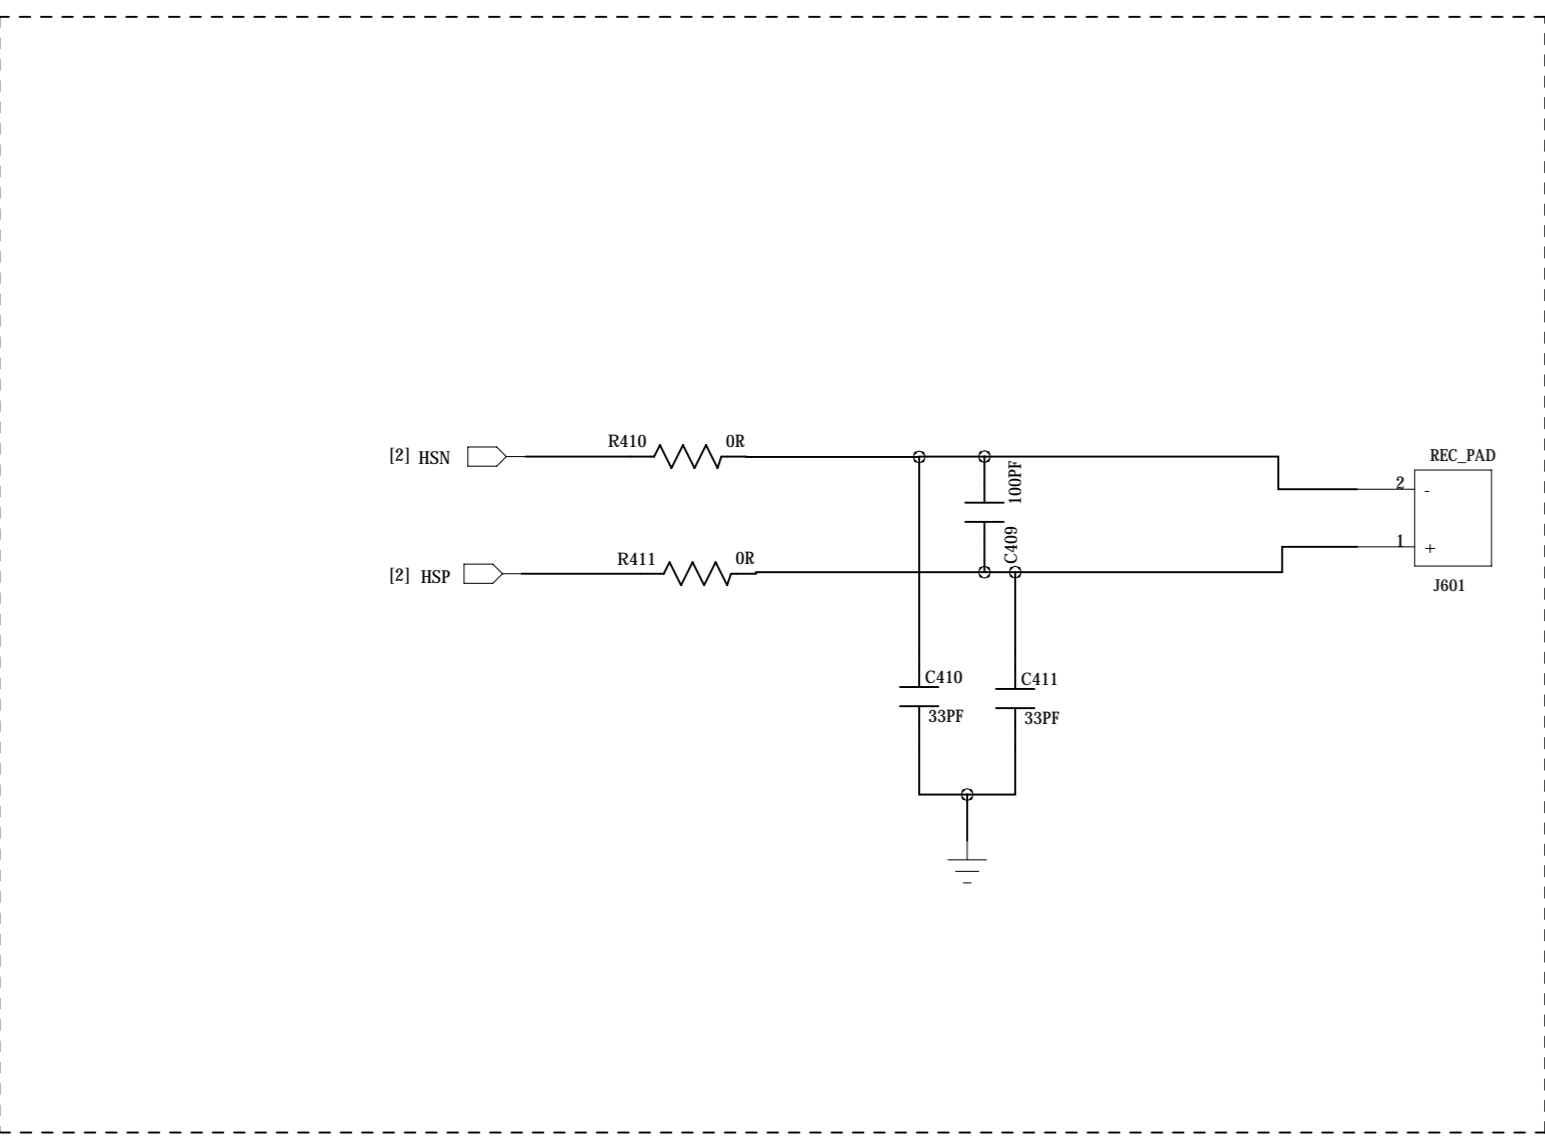 [2] HSN
R410
0R
100PF
REC_PAD
2
-
[2] HSP
R411
0R
C409
1
+
J601
C410
33PF
C411
33PF